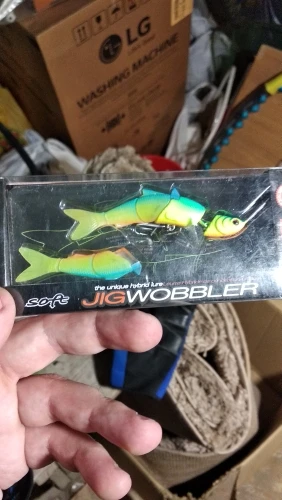 LG
WASHING MACHINE
the unique hybrid lure
soft JIGWOBBLER